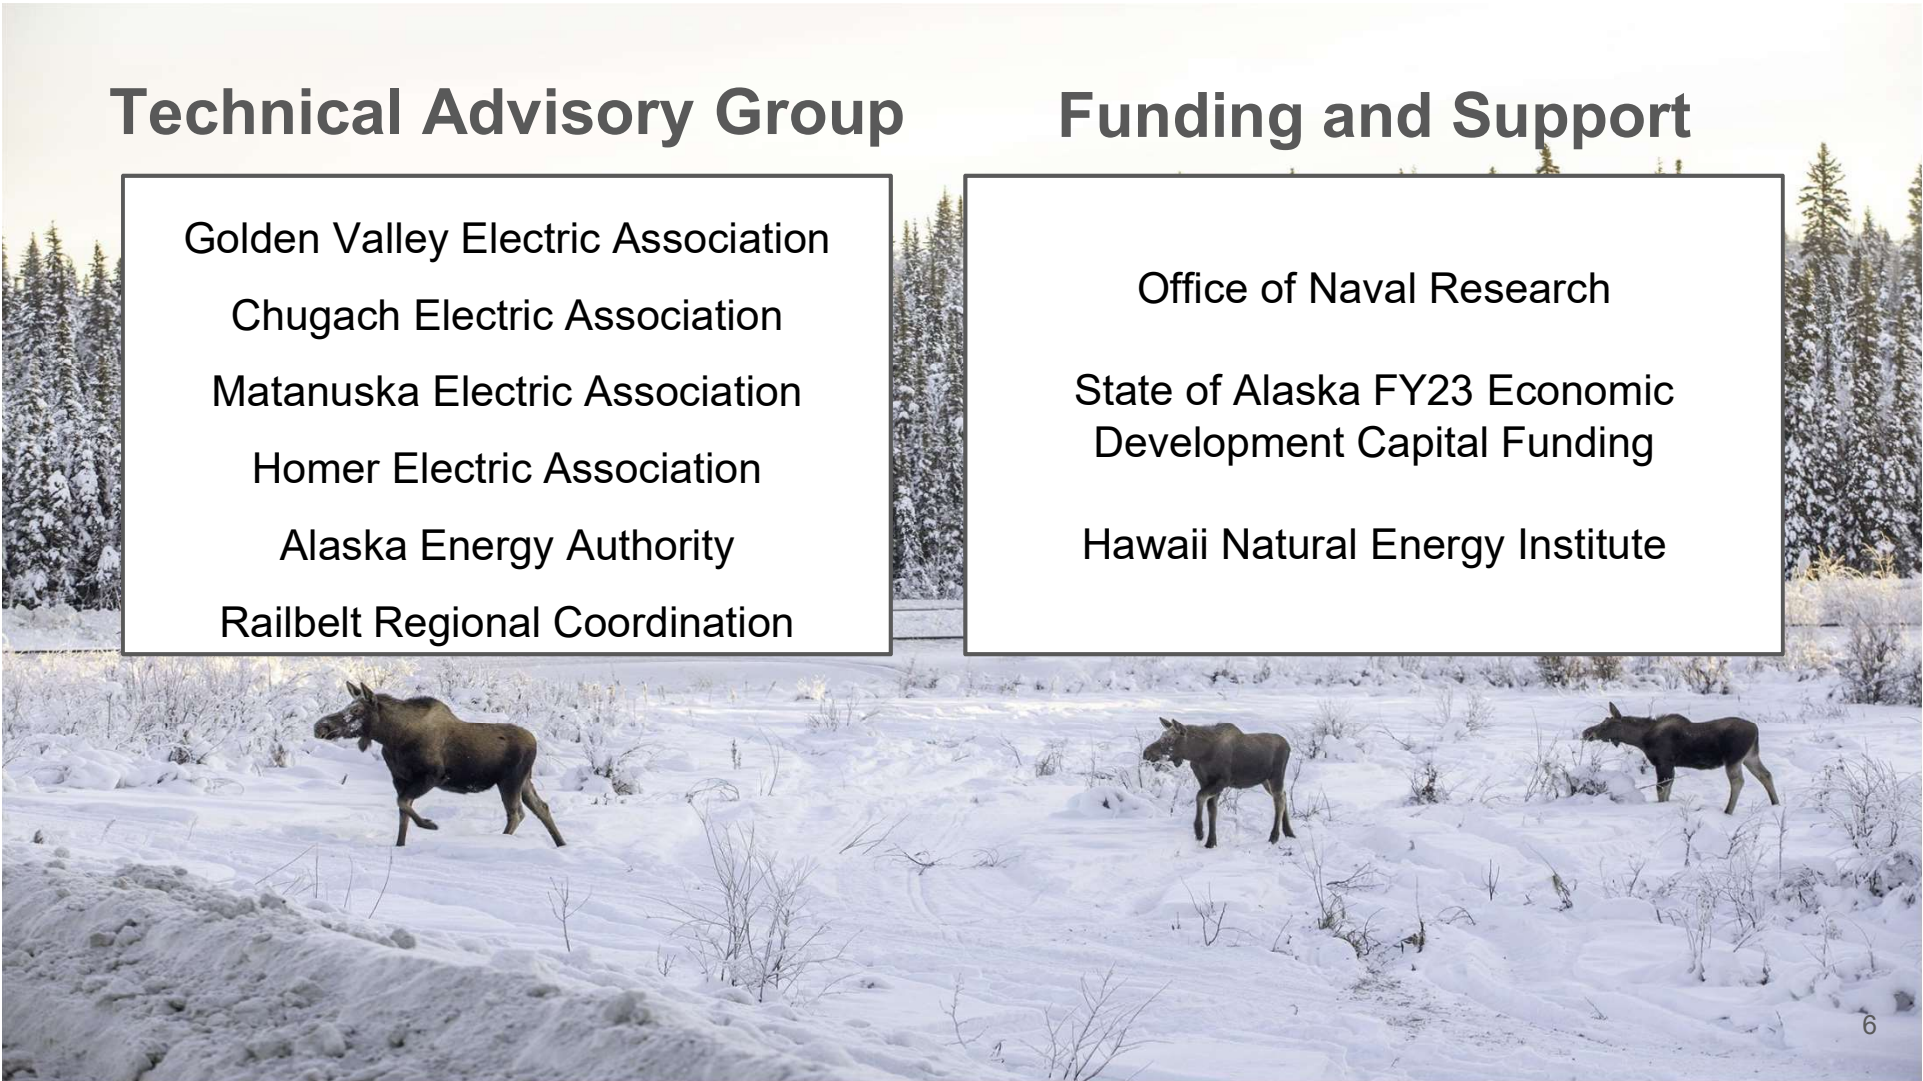 Technical Advisory Group
Golden Valley Electric Association
Chugach Electric Association
Matanuska Electric Association
Homer Electric Association
Alaska Energy Authority
Railbelt Regional Coordination
Funding and Support
Office of Naval Research
State of Alaska FY23 Economic
Development Capital Funding
Hawaii Natural Energy Institute
6